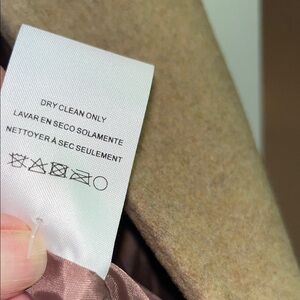 DRY CLEAN ONLY
LAVAR EN SECO SOLAMENTE
NETTOYER À SEC SEULEMENT